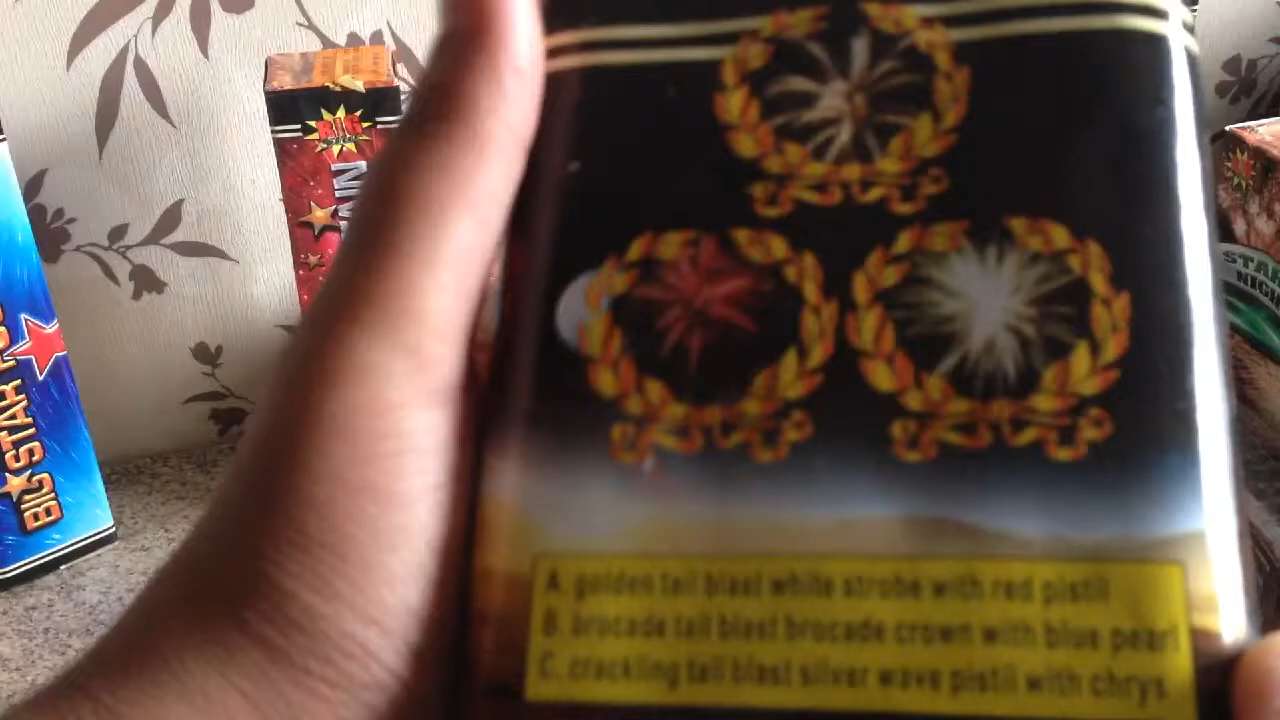 BIG
STAR
NIGH
BIG STAR
A. golden tail blast white strobe with red pistil
B. brocade tail blast brocade crown with blue pearl
C. crackling tail blast silver wave pistil with chrys